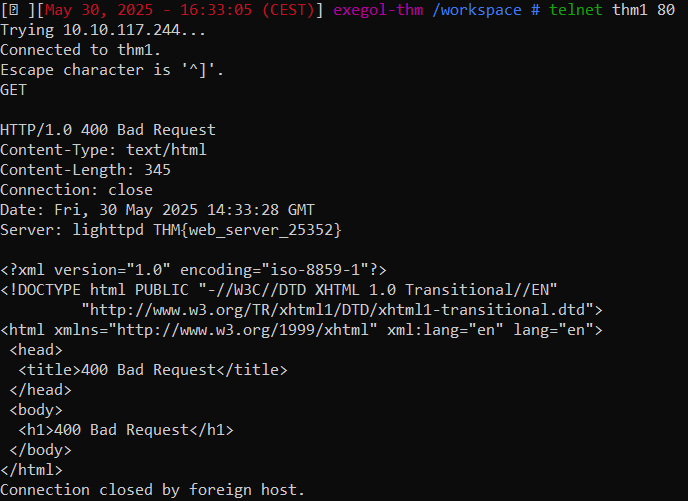 [ ][May 30, 2025 - 16:33:05 (CEST)] exegol-thm /workspace # telnet thm1 80
Trying 10.10.117.244...
Connected to thm1.
Escape character is '^]'.
GET
HTTP/1.0 400 Bad Request
Content-Type: text/html
Content-Length: 345
Connection: close
Date: Fri, 30 May 2025 14:33:28 GMT
Server: lighttpd THM{web_server_25352}
<?xml version="1.0" encoding="iso-8859-1"?>
<!DOCTYPE html PUBLIC "-//W3C//DTD XHTML 1.0 Transitional//EN"
"http://www.w3.org/TR/xhtml1/DTD/xhtml1-transitional.dtd">
<html xmlns="http://www.w3.org/1999/xhtml" xml:lang="en" lang="en">
<head>
<title>400 Bad Request</title>
</head>
<body>
<h1>400 Bad Request</h1>
</body>
</html>
Connection closed by foreign host.